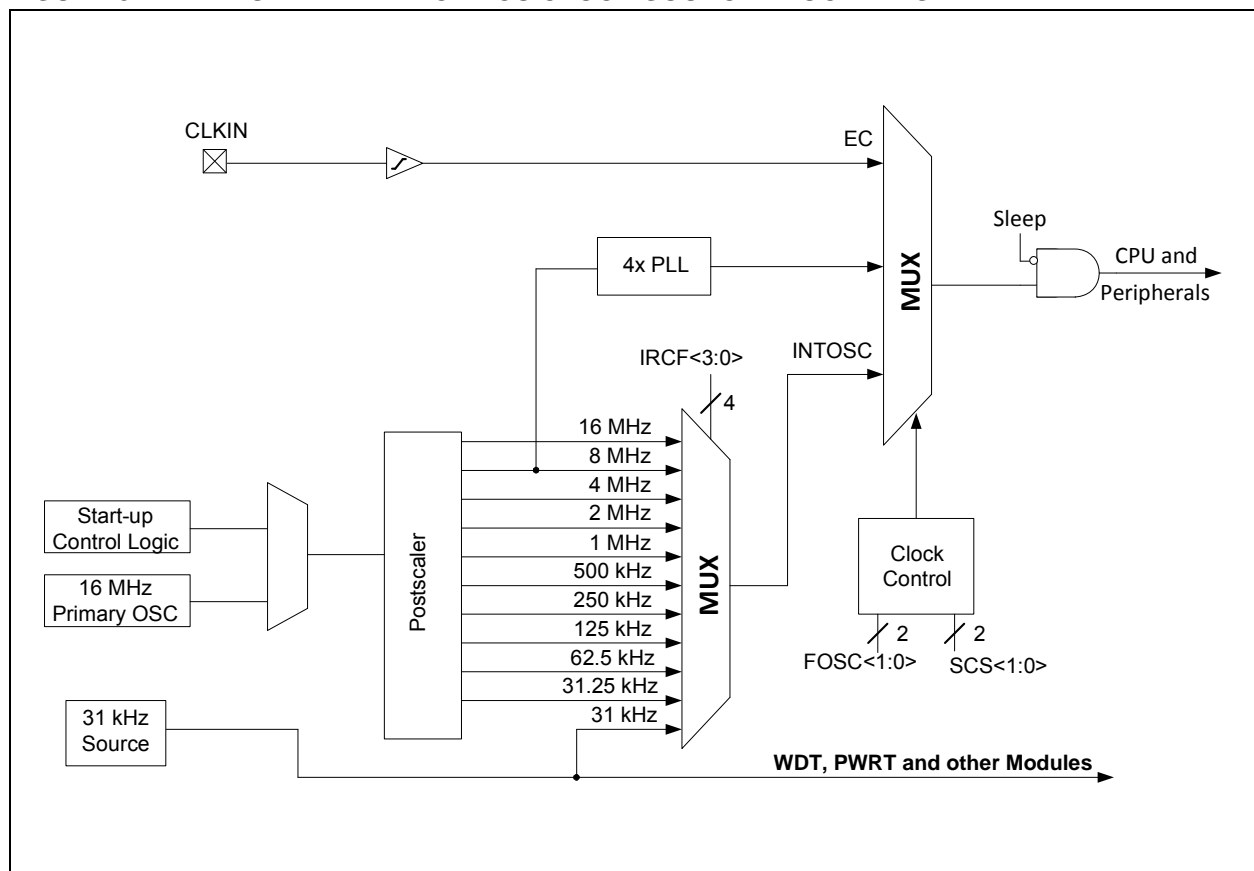 CLKIN
EC
Sleep
4x PLL
MUX
CPU and
Peripherals
IRCF<3:0>
INTOSC
4
16 MHz
8 MHz
4 MHz
2 MHz
1 MHz
500 kHz
250 kHz
125 kHz
62.5 kHz
31.25 kHz
31 kHz
MUX
Start-up
Control Logic
16 MHz
Primary OSC
Postscaler
Clock
Control
2
2
FOSC<1:0>
SCS<1:0>
31 kHz
Source
WDT, PWRT and other Modules